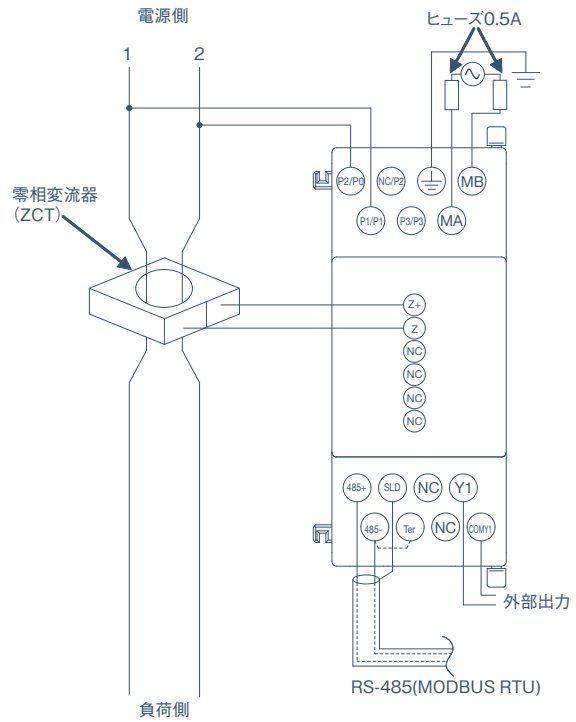 電源側
ヒューズ0.5A
1
2
零相変流器
(ZCT)
P2/P0
NC/P2
MB
P1/P1
P3/P3
MA
Z+
Z
NC
NC
NC
NC
485+
SLD
NC
Y1
485-
Ter
NC
COMY1
外部出力
RS-485(MODBUS RTU)
負荷側